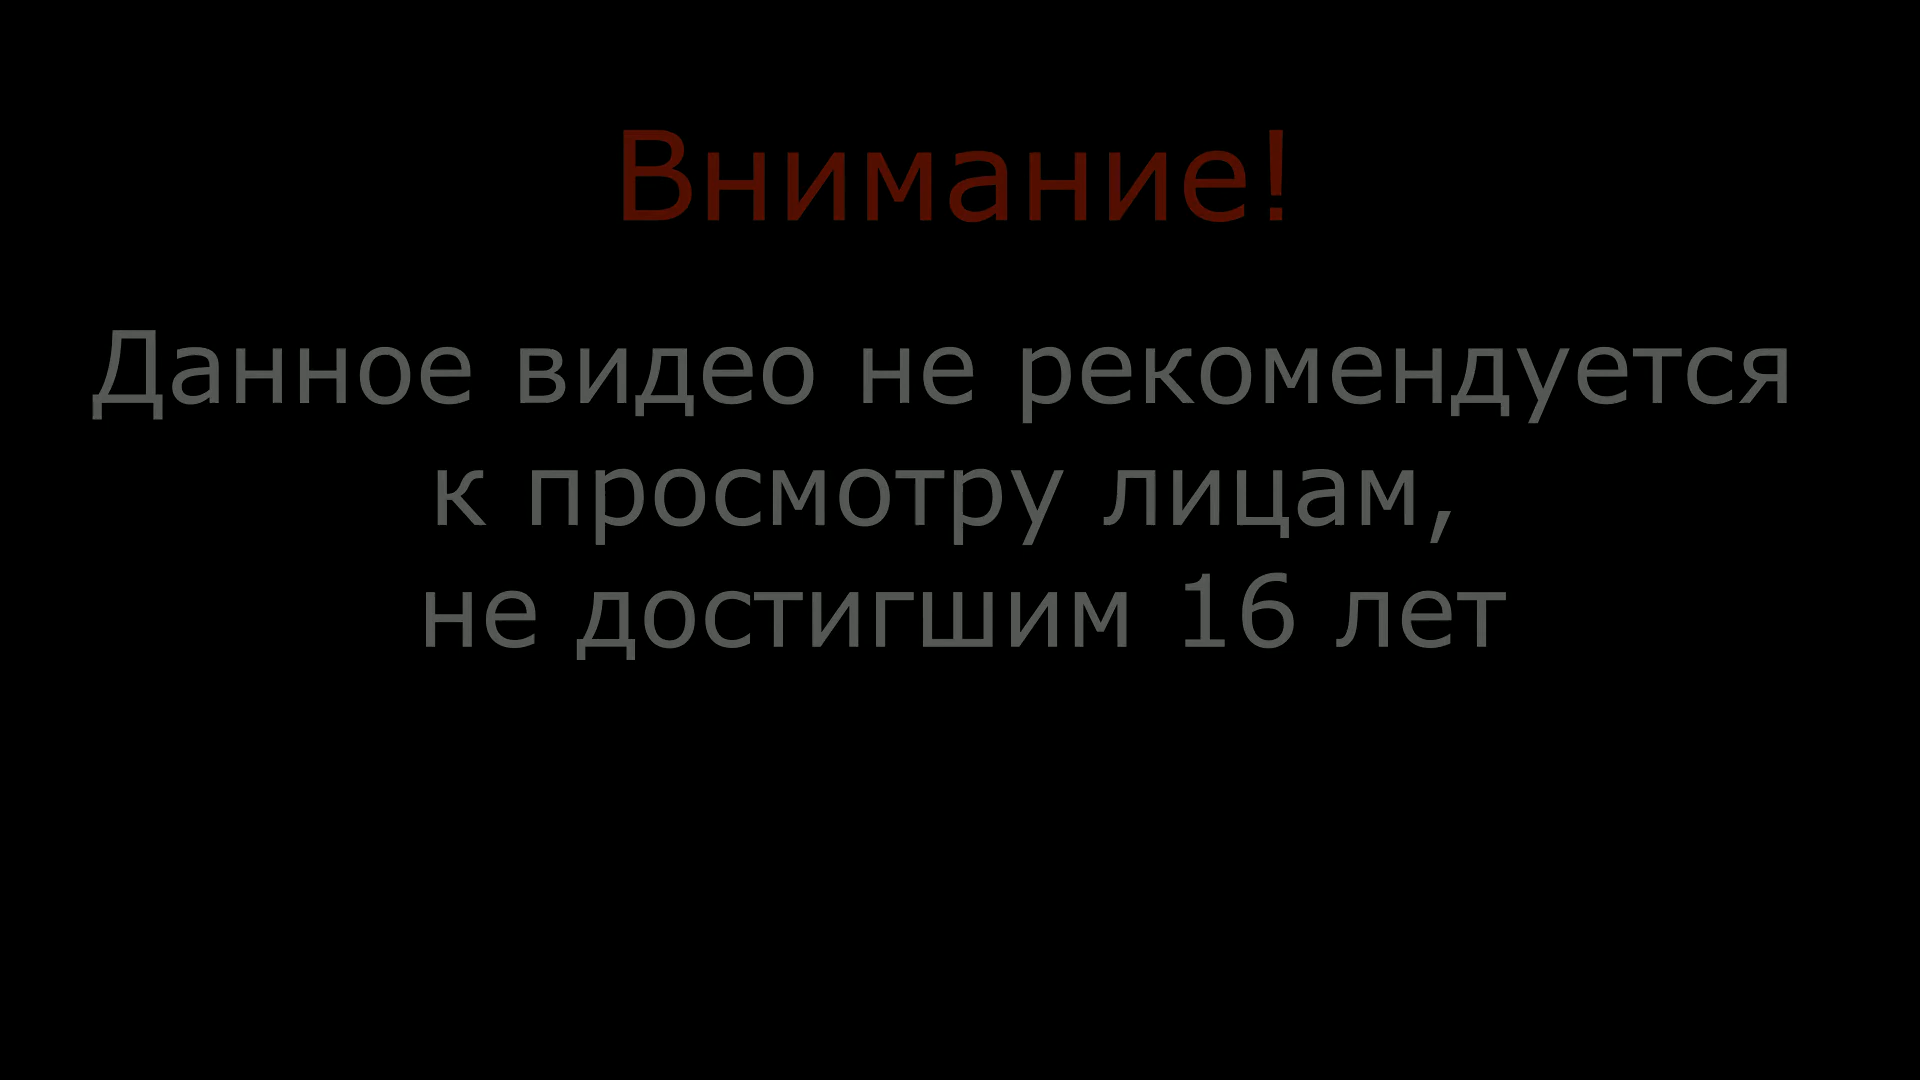 Внимание!
Данное видео не рекомендуется
к просмотру лицам,
не достигшим 16 лет